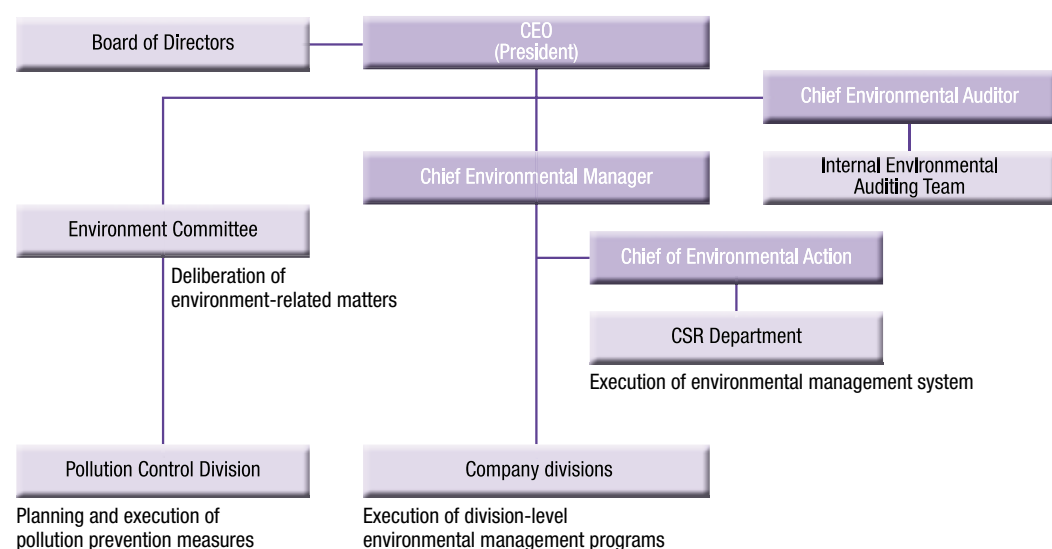 Board of Directors
CEO
(President)
Chief Environmental Auditor
Internal Environmental
Auditing Team
Chief Environmental Manager
Environment Committee
Deliberation of
environment-related matters
Chief of Environmental Action
CSR Department
Execution of environmental management system
Pollution Control Division
Planning and execution of
pollution prevention measures
Company divisions
Execution of division-level
environmental management programs